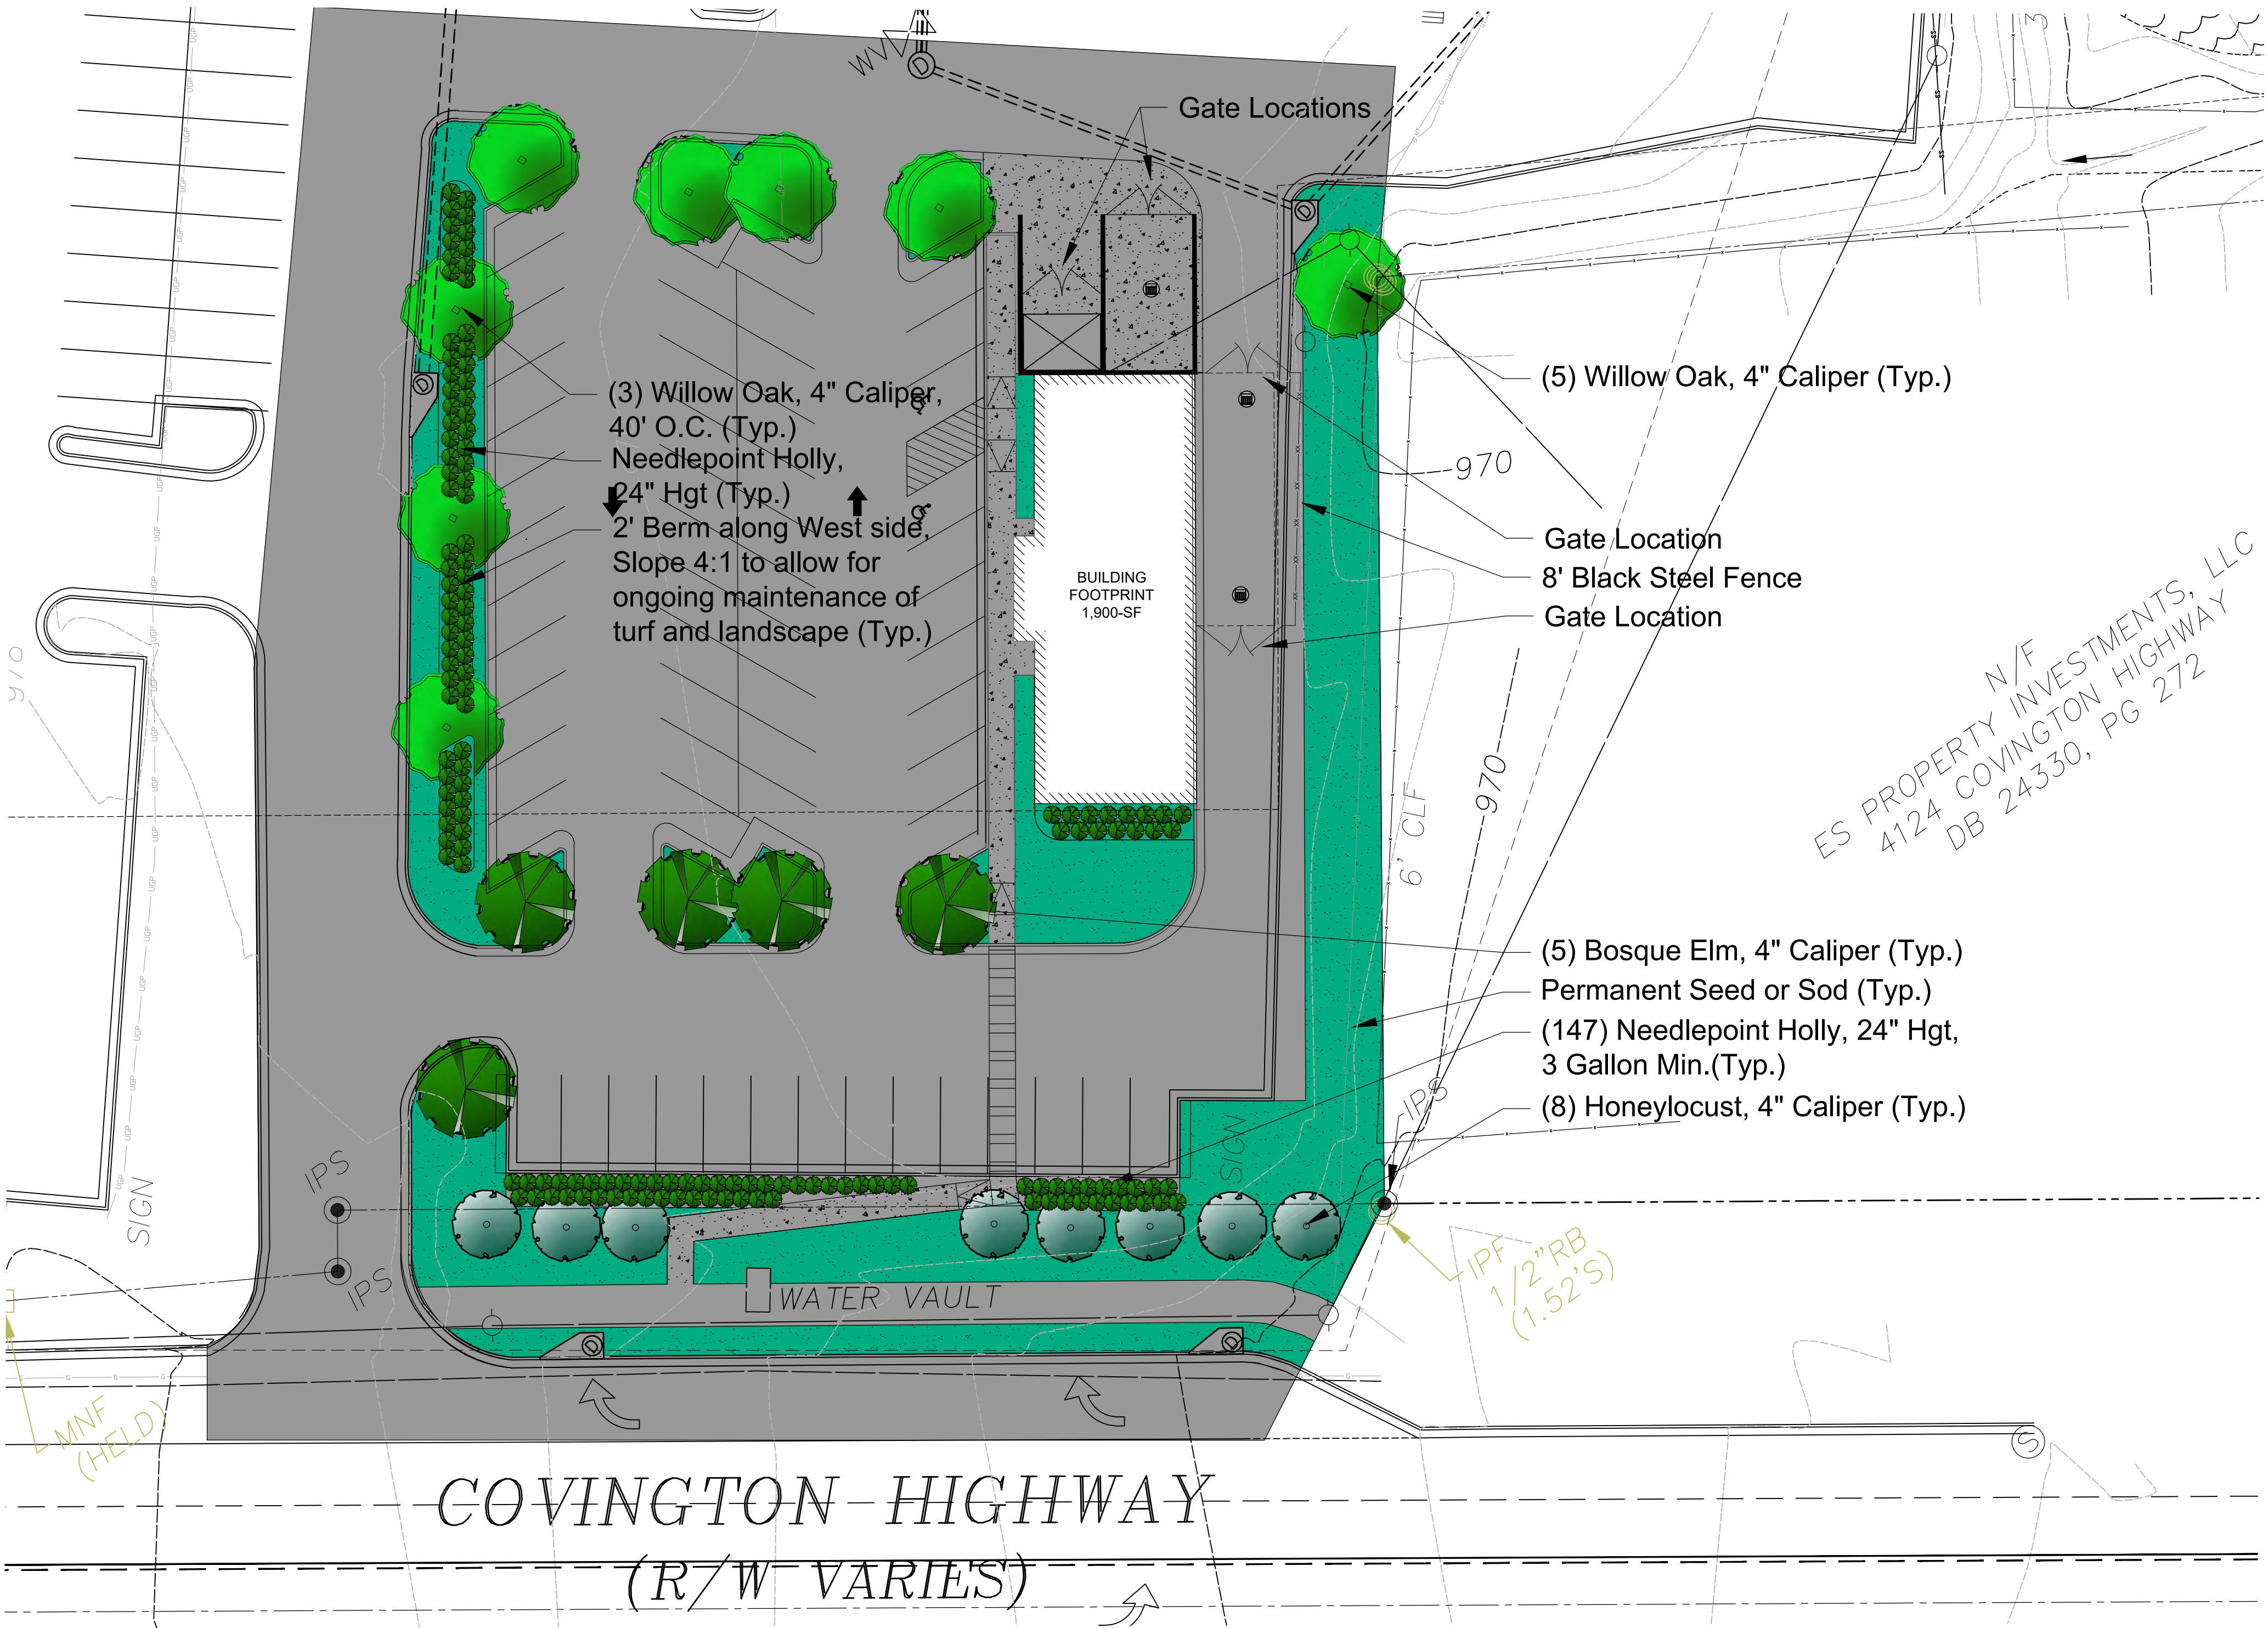 WV
D
Gate Locations
D
(5) Willow Oak, 4" Caliper (Typ.)
D
(3) Willow Oak, 4" Caliper,
40' O.C. (Typ.)
Needlepoint Holly,
24" Hgt (Typ.)
2' Berm along West side,
Slope 4:1 to allow for
ongoing maintenance of
turf and landscape (Typ.)
970
Gate Location
8' Black Steel Fence
Gate Location
BUILDING
FOOTPRINT
1,900-SF
N/F
ES PROPERTY INVESTMENTS, LLC
4124 COVINGTON HIGHWAY
DB 24330, PG 272
970
970
6' CLF
(5) Bosque Elm, 4" Caliper (Typ.)
Permanent Seed or Sod (Typ.)
(147) Needlepoint Holly, 24" Hgt,
3 Gallon Min.(Typ.)
(8) Honeylocust, 4" Caliper (Typ.)
IPS
SIGN
SIGN
IPS
IPS
IPF
1/2"RB
(1.52'S)
WATER VAULT
D
D
MNF
(HELD)
S
COVINGTON HIGHWAY
(R/W VARIES)